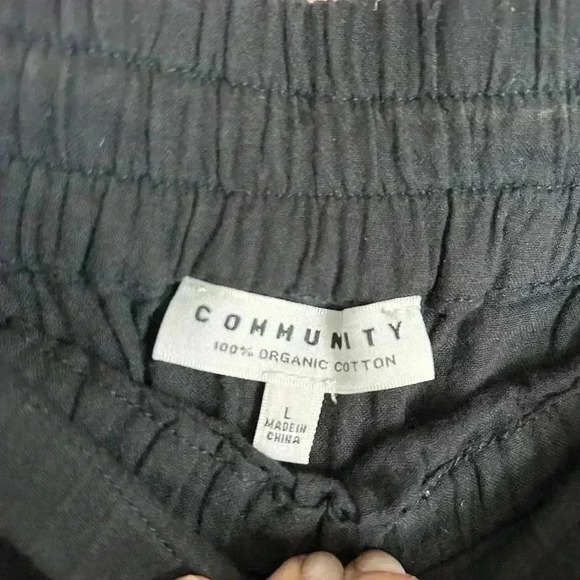 COMMUNITY
100% ORGANIC COTTON
L
MADE IN
CHINA